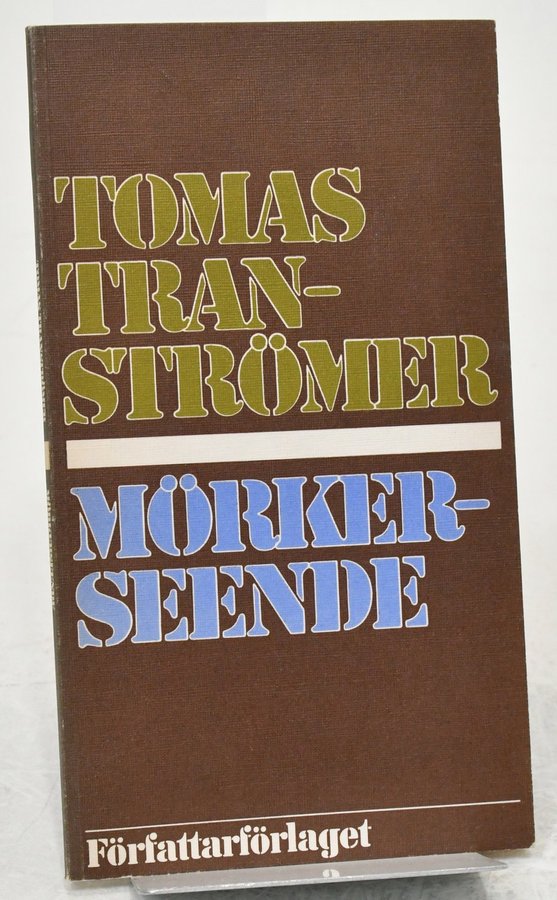 TOMAS
TRAN-
STRÖMER
MÖRKER-
SEENDE
Författarförlaget